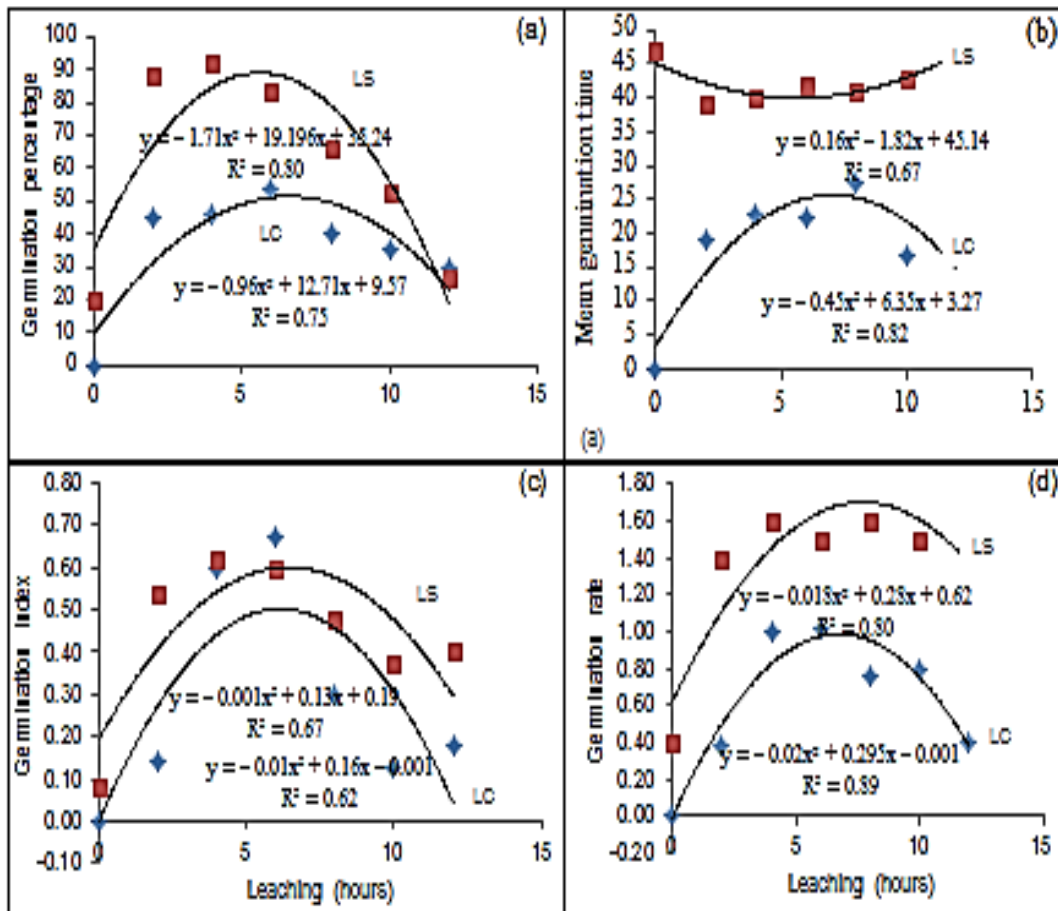 (a)
Germination percentage
100
90
80
70
60
50
40
30
20
10
0
LS
y = – 1.71x² + 19.196x + 35.24
R² = 0.80
LC
y = – 0.96x² + 12.71x + 9.57
R² = 0.75
0 5 10 15
(b)
Mean germination time
50
45
40
35
30
25
20
15
10
5
0
LS
y = 0.16x² – 1.82x + 45.14
R² = 0.67
LC
y = – 0.45x² + 6.35x + 3.27
R² = 0.82
0 5 10 15
(a)
(c)
Germination Index
0.80
0.70
0.60
0.50
0.40
0.30
0.20
0.10
0.00
–0.10
LS
y = – 0.001x² + 0.13x + 0.19
R² = 0.67
y = – 0.01x² + 0.16x – 0.001
R² = 0.62
LC
0 5 10 15
Leaching (hours)
(d)
Germination rate
1.80
1.60
1.40
1.20
1.00
0.80
0.60
0.40
0.20
0.00
–0.20
LS
y = – 0.018x² + 0.28x + 0.62
R² = 0.80
y = – 0.02x² + 0.295x – 0.001
R² = 0.89
LC
0 5 10 15
Leaching (hours)